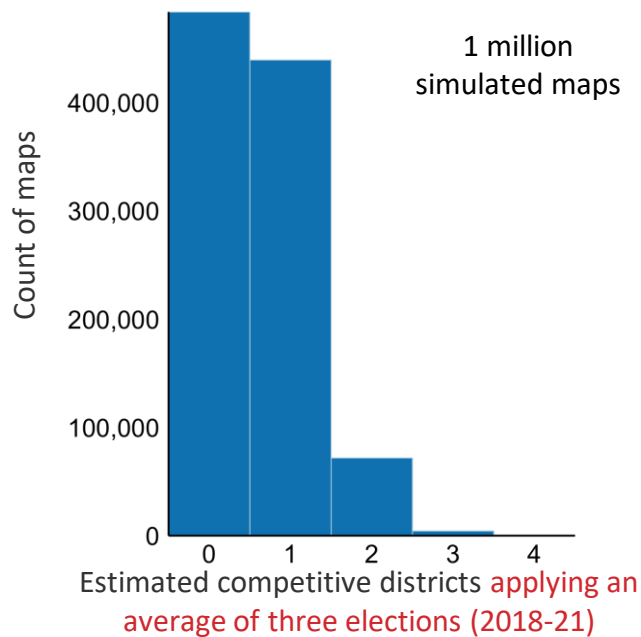 1 million
simulated maps
Count of maps
400,000
300,000
200,000
100,000
0
0 1 2 3 4
Estimated competitive districts applying an
average of three elections (2018-21)